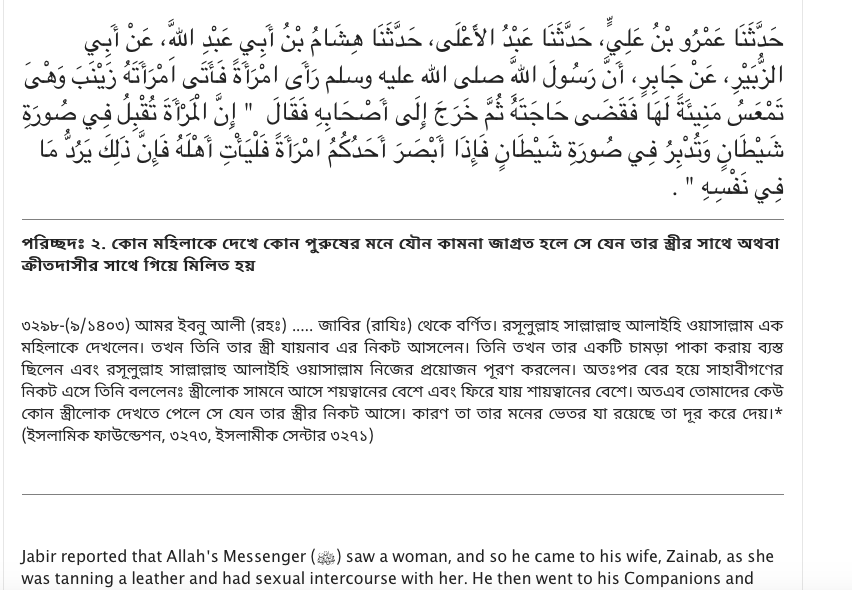 حَدَّثَنَا عَمْرُو بْنُ عَلِيٍّ، حَدَّثَنَا عَبْدُ الأَعْلَى، حَدَّثَنَا هِشَامُ بْنُ أَبِي عَبْدِ اللَّهِ، عَنْ أَبِي
الزُّبَيْرِ، عَنْ جَابِرٍ، أَنَّ رَسُولَ اللَّهِ صلى الله عليه وسلم رَأَى امْرَأَةً فَأَتَى امْرَأَتَهُ زَيْنَبَ وَهْىَ
تَمْعَسُ مَنِيئَةً لَهَا فَقَضَى حَاجَتَهُ ثُمَّ خَرَجَ إِلَى أَصْحَابِهِ فَقَالَ " إِنَّ الْمَرْأَةَ تُقْبِلُ فِي صُورَةِ
شَيْطَانٍ وَتُدْبِرُ فِي صُورَةِ شَيْطَانٍ فَإِذَا أَبْصَرَ أَحَدُكُمُ امْرَأَةً فَلْيَأْتِ أَهْلَهُ فَإِنَّ ذَلِكَ يَرُدُّ مَا
فِي نَفْسِهِ " .
পরিচ্ছদঃ ২. কোন মহিলাকে দেখে কোন পুরুষের মনে যৌন কামনা জাগ্রত হলে সে যেন তার স্ত্রীর সাথে অথবা
ক্রীতদাসীর সাথে গিয়ে মিলিত হয়
৩২৯৮-(৯/১৪০৩) আমর ইবনু আলী (রহঃ) ..... জাবির (রাযিঃ) থেকে বর্ণিত। রসূলুল্লাহ সাল্লাল্লাহু আলাইহি ওয়াসাল্লাম এক
মহিলাকে দেখলেন। তখন তিনি তার স্ত্রী যায়নাব এর নিকট আসলেন। তিনি তখন তার একটি চামড়া পাকা করায় ব্যস্ত
ছিলেন এবং রসূলুল্লাহ সাল্লাল্লাহু আলাইহি ওয়াসাল্লাম নিজের প্রয়োজন পূরণ করলেন। অতঃপর বের হয়ে সাহাবীগণের
নিকট এসে তিনি বললেনঃ স্ত্রীলোক সামনে আসে শয়ত্বানের বেশে এবং ফিরে যায় শায়ত্বানের বেশে। অতএব তোমাদের কেউ
কোন স্ত্রীলোক দেখতে পেলে সে যেন তার স্ত্রীর নিকট আসে। কারণ তা তার মনের ভেতর যা রয়েছে তা দূর করে দেয়।*
(ইসলামিক ফাউন্ডেশন, ৩২৭৩, ইসলামীক সেন্টার ৩২৭১)
Jabir reported that Allah's Messenger (ﷺ) saw a woman, and so he came to his wife, Zainab, as she
was tanning a leather and had sexual intercourse with her. He then went to his Companions and